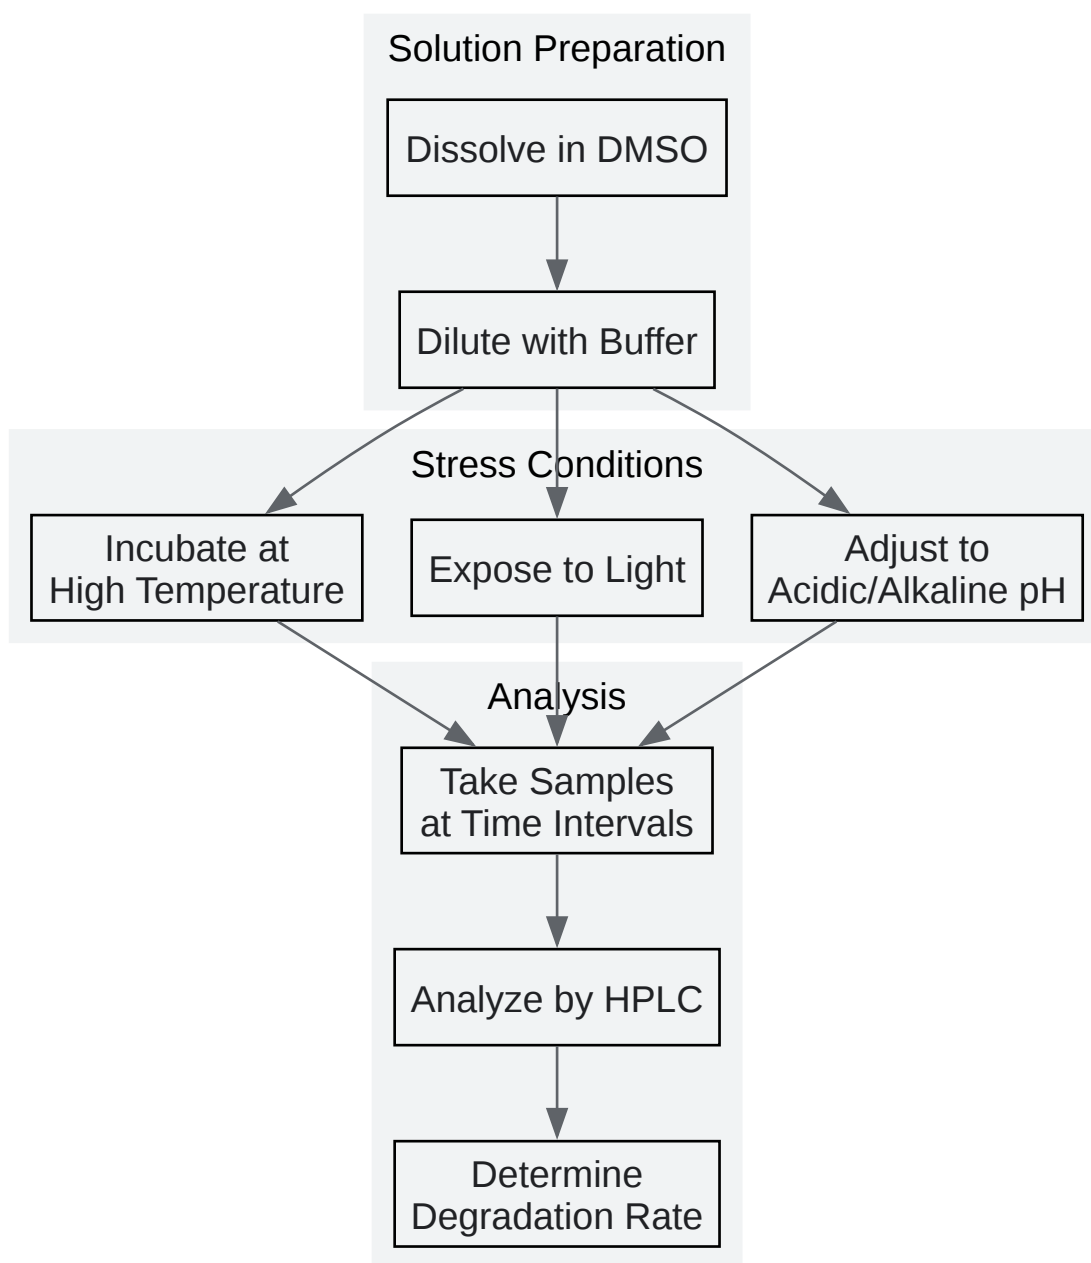 Solution Preparation
Dissolve in DMSO
Dilute with Buffer
Stress Conditions
Incubate at
High Temperature
Expose to Light
Adjust to
Acidic/Alkaline pH
Analysis
Take Samples
at Time Intervals
Analyze by HPLC
Determine
Degradation Rate